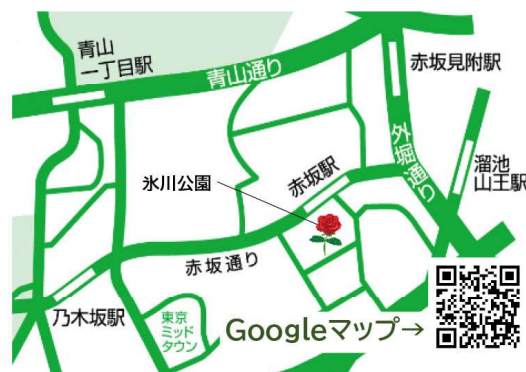 青山
一丁目駅
青山通り
赤坂見附駅
外堀通り
溜池
山王駅
氷川公園
赤坂駅
赤坂通り
乃木坂駅
東京
ミッド
タウン
Googleマップ→